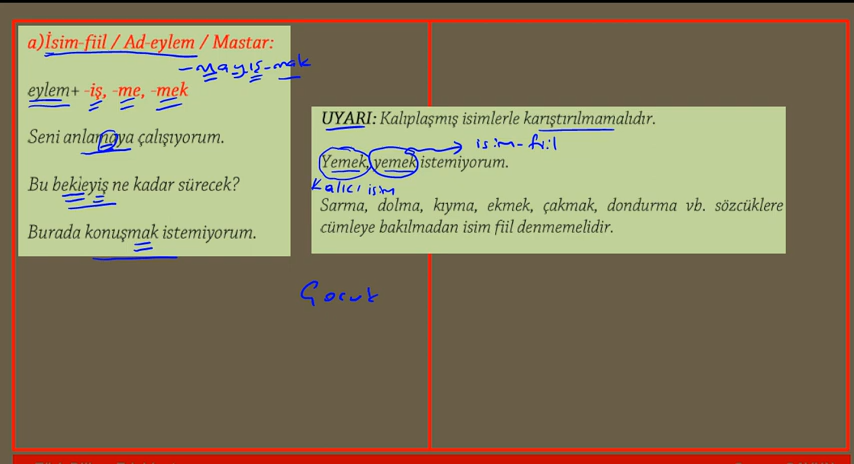 a)İsim-fiil / Ad-eylem / Mastar:
-mayış-mak
eylem+ -iş, -me, -mek
Seni anlamaya çalışıyorum.
Bu bekleyiş ne kadar sürecek?
Burada konuşmak istemiyorum.
UYARI: Kalıplaşmış isimlerle karıştırılmamalıdır.
isim-fiil
Yemek, yemek istemiyorum.
Kalıcı isim
Sarma, dolma, kıyma, ekmek, çakmak, dondurma vb. sözcüklere
cümleye bakılmadan isim fiil denmemelidir.
Çocuk